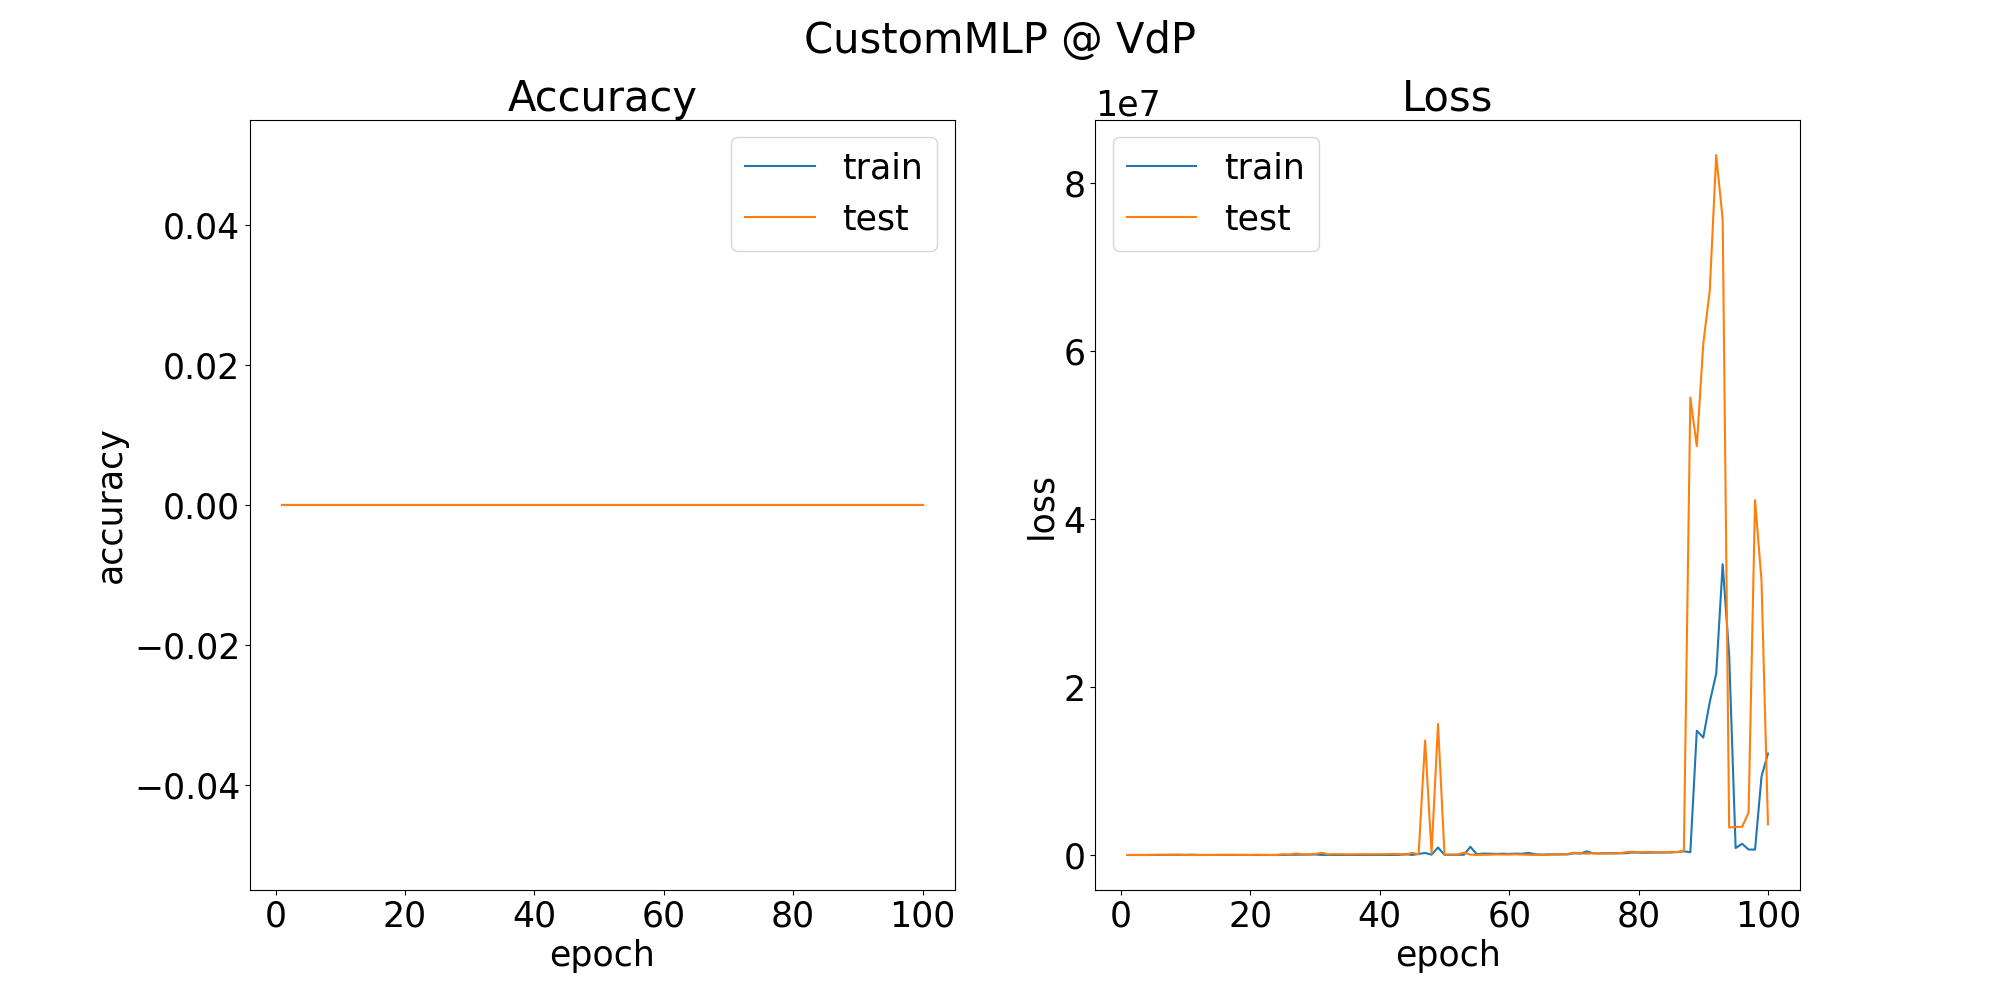 CustomMLP @ VdP
Accuracy
train
test
0.04
0.02
0.00
−0.02
−0.04
accuracy
0 20 40 60 80 100
epoch
Loss
1e7
train
test
8
6
4
2
0
loss
0 20 40 60 80 100
epoch